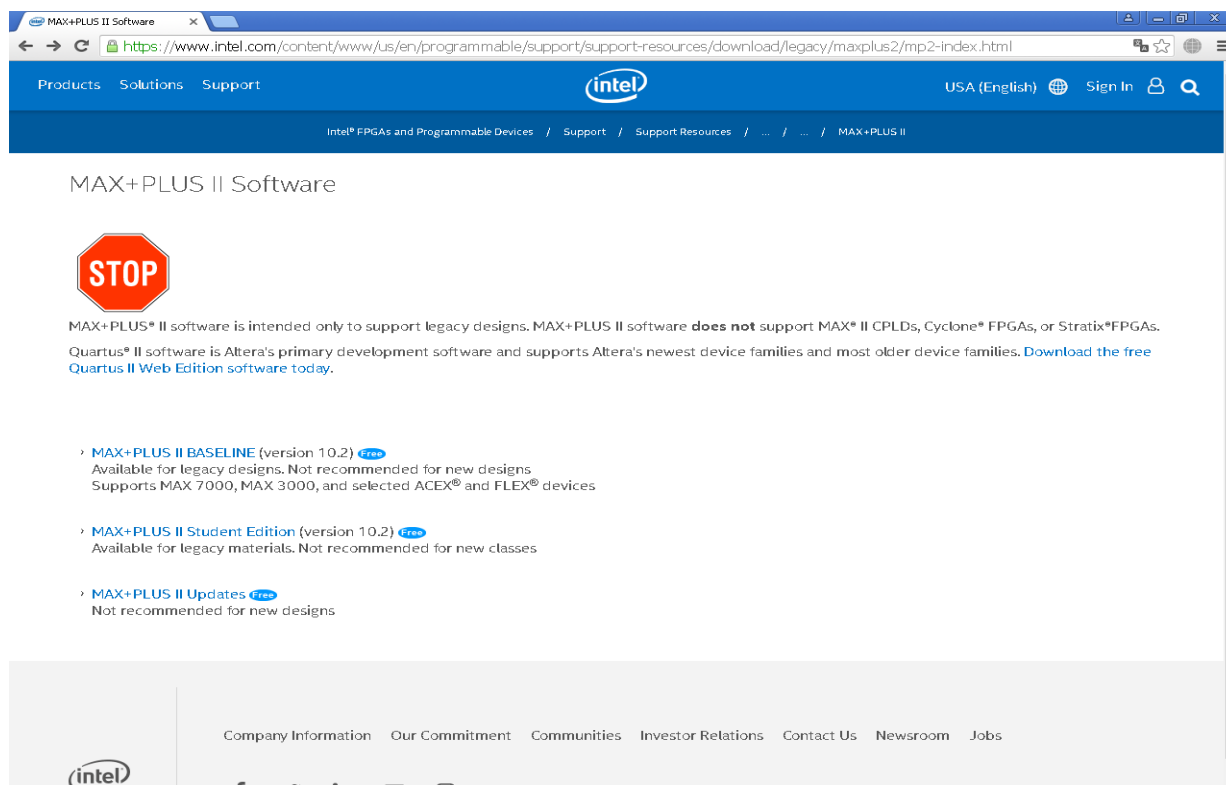 MAX+PLUS II Software
https://www.intel.com/content/www/us/en/programmable/support/support-resources/download/legacy/maxplus2/mp2-index.html
Products Solutions Support
intel
USA (English) Sign In
Intel® FPGAs and Programmable Devices / Support / Support Resources / ... / ... / MAX+PLUS II
MAX+PLUS II Software
STOP
MAX+PLUS® II software is intended only to support legacy designs. MAX+PLUS II software does not support MAX® II CPLDs, Cyclone® FPGAs, or Stratix®FPGAs.
Quartus® II software is Altera's primary development software and supports Altera's newest device families and most older device families. Download the free
Quartus II Web Edition software today.
MAX+PLUS II BASELINE (version 10.2) Free
Available for legacy designs. Not recommended for new designs
Supports MAX 7000, MAX 3000, and selected ACEX® and FLEX® devices
MAX+PLUS II Student Edition (version 10.2) Free
Available for legacy materials. Not recommended for new classes
MAX+PLUS II Updates Free
Not recommended for new designs
Company Information Our Commitment Communities Investor Relations Contact Us Newsroom Jobs
intel